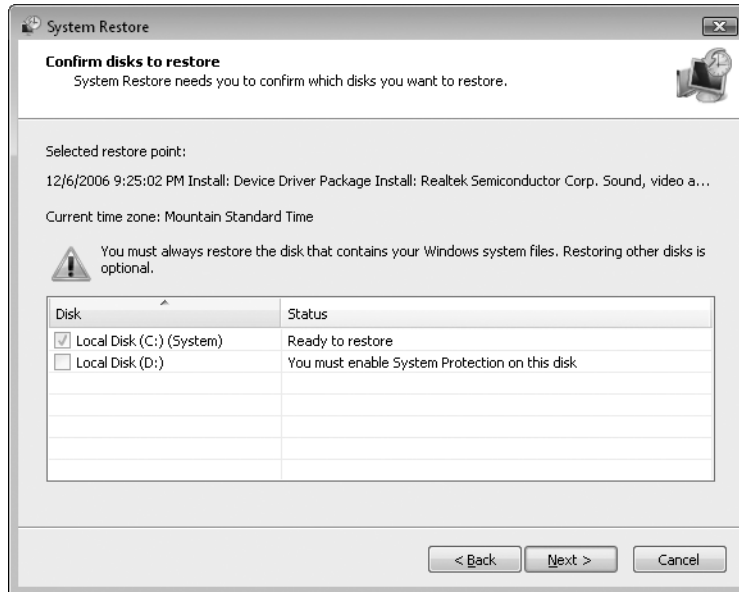 System Restore
Confirm disks to restore
System Restore needs you to confirm which disks you want to restore.
Selected restore point:
12/6/2006 9:25:02 PM Install: Device Driver Package Install: Realtek Semiconductor Corp. Sound, video a...
Current time zone: Mountain Standard Time
You must always restore the disk that contains your Windows system files. Restoring other disks is
optional.
Disk Status
Local Disk (C:) (System) Ready to restore
Local Disk (D:) You must enable System Protection on this disk
< Back Next > Cancel